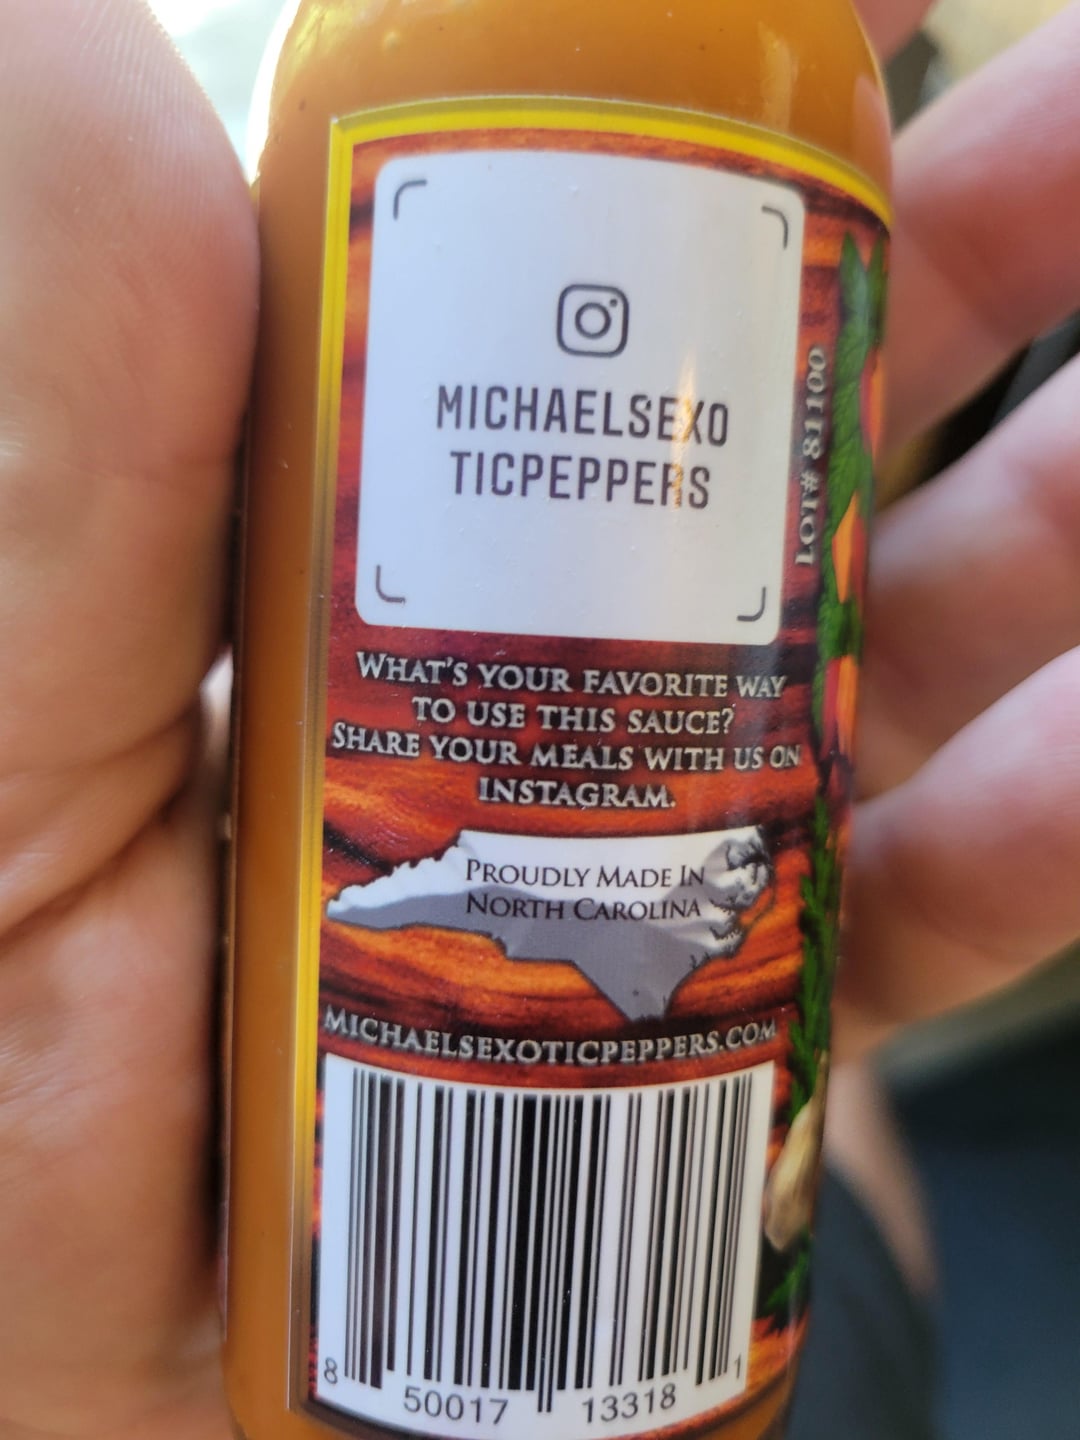 MICHAELSEXO
TICPEPPERS
LOT# 81100
WHAT'S YOUR FAVORITE WAY
TO USE THIS SAUCE?
SHARE YOUR MEALS WITH US ON
INSTAGRAM.
PROUDLY MADE IN
NORTH CAROLINA
MICHAELSEXOTICPEPPERS.COM
8 50017 13318 1